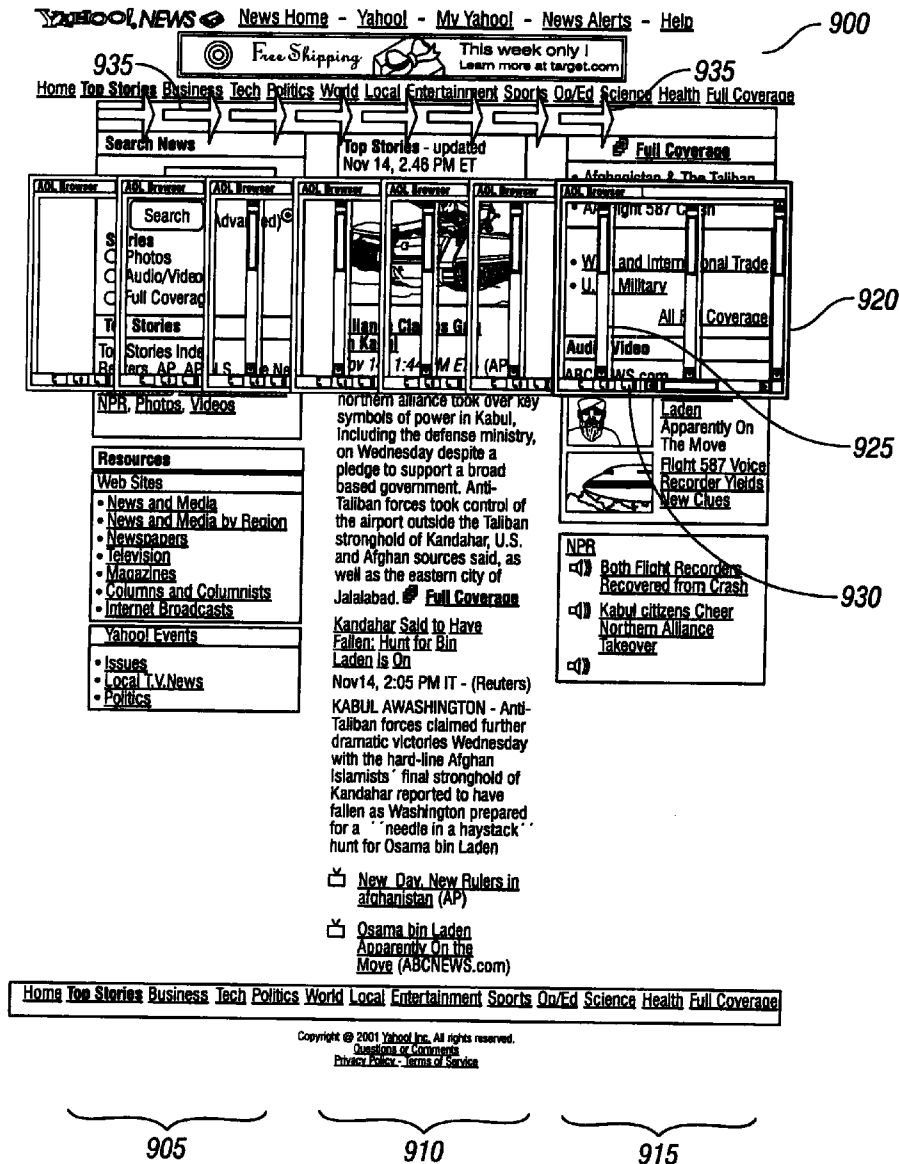 YAHOO! NEWS News Home - Yahoo! - My Yahoo! - News Alerts - Help
900
Free Shipping This week only !
Learn more at target.com
935 935
Home Top Stories Business Tech Politics World Local Entertainment Sports Op/Ed Science Health Full Coverage
Search News
Top Stories - updated
Nov 14, 2.46 PM ET
Full Coverage
• Afghanistan & The Taliban
AOL Browser AOL Browser AOL Browser AOL Browser AOL Browser AOL Browser AOL Browser
Search
Photos
Audio/Video
Full Coverag
Stories
NPR, Photos, Videos
Resources
Web Sites
• News and Media
• News and Media by Region
• Newspapers
• Television
• Magazines
• Columns and Columnists
• Internet Broadcasts
Yahoo! Events
• Issues
• Local T.V.News
• Politics
northern alliance took over key
symbols of power in Kabul,
including the defense ministry,
on Wednesday despite a
pledge to support a broad
based government. Anti-
Taliban forces took control of
the airport outside the Taliban
stronghold of Kandahar, U.S.
and Afghan sources said, as
well as the eastern city of
Jalalabad. Full Coverage
Kandahar Said to Have
Fallen: Hunt for Bin
Laden is On
Nov14, 2:05 PM IT - (Reuters)
KABUL AWASHINGTON - Anti-
Taliban forces claimed further
dramatic victories Wednesday
with the hard-line Afghan
Islamists´ final stronghold of
Kandahar reported to have
fallen as Washington prepared
for a ´´needle in a haystack´´
hunt for Osama bin Laden
New Day, New Rulers in
afghanistan (AP)
Osama bin Laden
Apparently On the
Move (ABCNEWS.com)
• Military
Coverage
920
Laden
Apparently On
The Move
925
Flight 587 Voice
Recorder Yields
New Clues
NPR
Both Flight Recorders
Recovered from Crash
930
Kabul citizens Cheer
Northern Alliance
Takeover
Home Top Stories Business Tech Politics World Local Entertainment Sports Op/Ed Science Health Full Coverage
Copyright @ 2001 Yahoo! Inc. All rights reserved.
Questions or Comments
Privacy Policy - Terms of Service
905 910 915